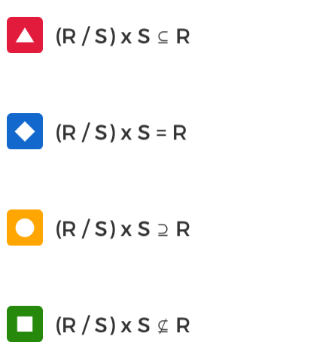 (R / S) x S ⊆ R
(R / S) x S = R
(R / S) x S ⊇ R
(R / S) x S ⊈ R